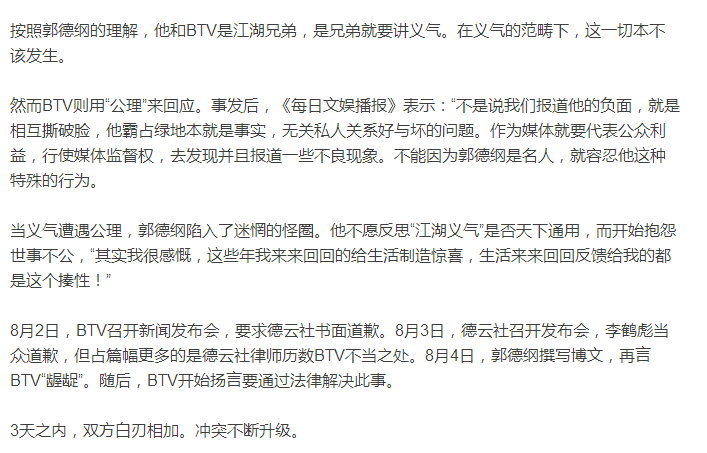 按照郭德纲的理解，他和BTV是江湖兄弟，是兄弟就要讲义气。在义气的范畴下，这一切本不
该发生。
然而BTV则用“公理”来回应。事发后，《每日文娱播报》表示：“不是说我们报道他的负面，就是
相互撕破脸，他霸占绿地本就是事实，无关私人关系好与坏的问题。作为媒体就要代表公众利
益，行使媒体监督权，去发现并且报道一些不良现象。不能因为郭德纲是名人，就容忍他这种
特殊的行为。
当义气遭遇公理，郭德纲陷入了迷惘的怪圈。他不愿反思“江湖义气”是否天下通用，而开始抱怨
世事不公，“其实我很感慨，这些年我来来回回的给生活制造惊喜，生活来来回回反馈给我的都
是这个揍性！”
8月2日，BTV召开新闻发布会，要求德云社书面道歉。8月3日，德云社召开发布会，李鹤彪当
众道歉，但占篇幅更多的是德云社律师历数BTV不当之处。8月4日，郭德纲撰写博文，再言
BTV“龌龊”。随后，BTV开始扬言要通过法律解决此事。
3天之内，双方白刃相加。冲突不断升级。